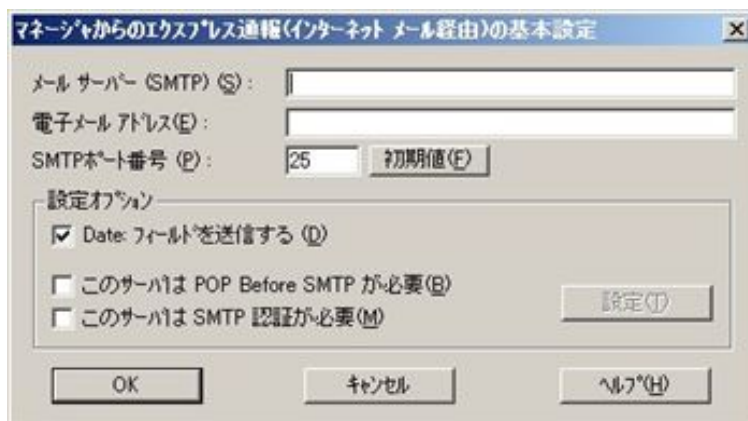 ﾏﾈｰｼﾞｬからのｴｸｽﾌﾟﾚｽ通報(ｲﾝﾀｰﾈｯﾄ ﾒｰﾙ経由)の基本設定
ﾒｰﾙ ｻｰﾊﾞｰ (SMTP) (S) :
電子ﾒｰﾙ ｱﾄﾞﾚｽ(E) :
SMTPﾎﾟｰﾄ番号 (P) : 25 初期値(F)
設定ｵﾌﾟｼｮﾝ
Date: ﾌｨｰﾙﾄﾞを送信する (D)
このｻｰﾊﾞは POP Before SMTP が必要(B)
このｻｰﾊﾞは SMTP 認証が必要(M)
設定(T)
OK ｷｬﾝｾﾙ ﾍﾙﾌﾟ(H)